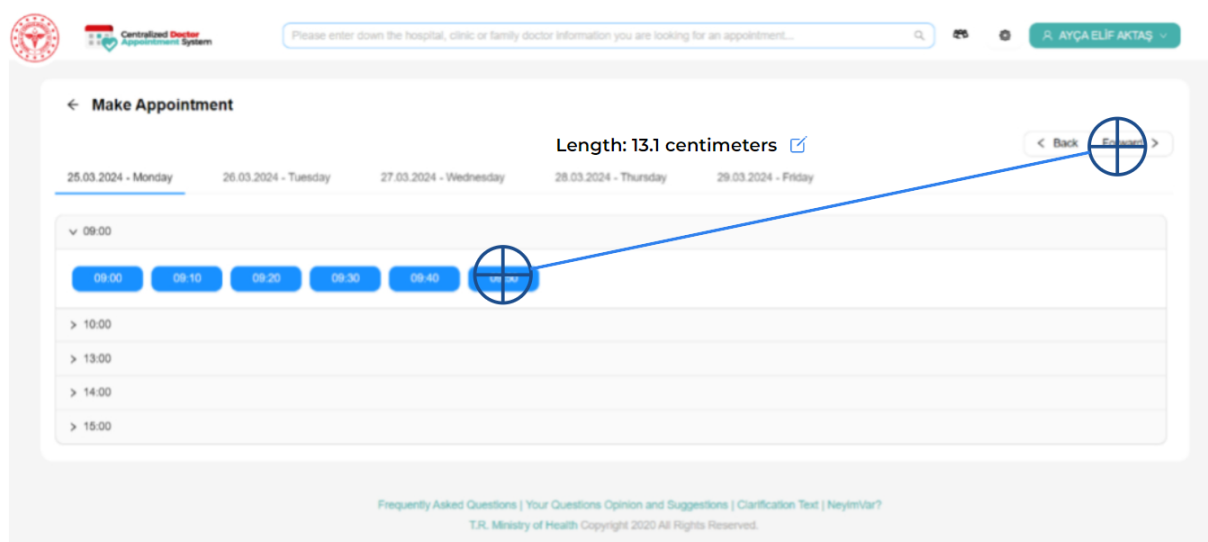 Centralized Doctor
Appointment System
Please enter down the hospital, clinic or family doctor information you are looking for an appointment...
AYÇA ELİF AKTAŞ
Make Appointment
Length: 13.1 centimeters
Back Forward
25.03.2024 - Monday 26.03.2024 - Tuesday 27.03.2024 - Wednesday 28.03.2024 - Thursday 29.03.2024 - Friday
09:00
09:00 09:10 09:20 09:30 09:40 09:50
10:00
13:00
14:00
15:00
Frequently Asked Questions | Your Questions Opinion and Suggestions | Clarification Text | NeyimVar?
T.R. Ministry of Health Copyright 2020 All Rights Reserved.